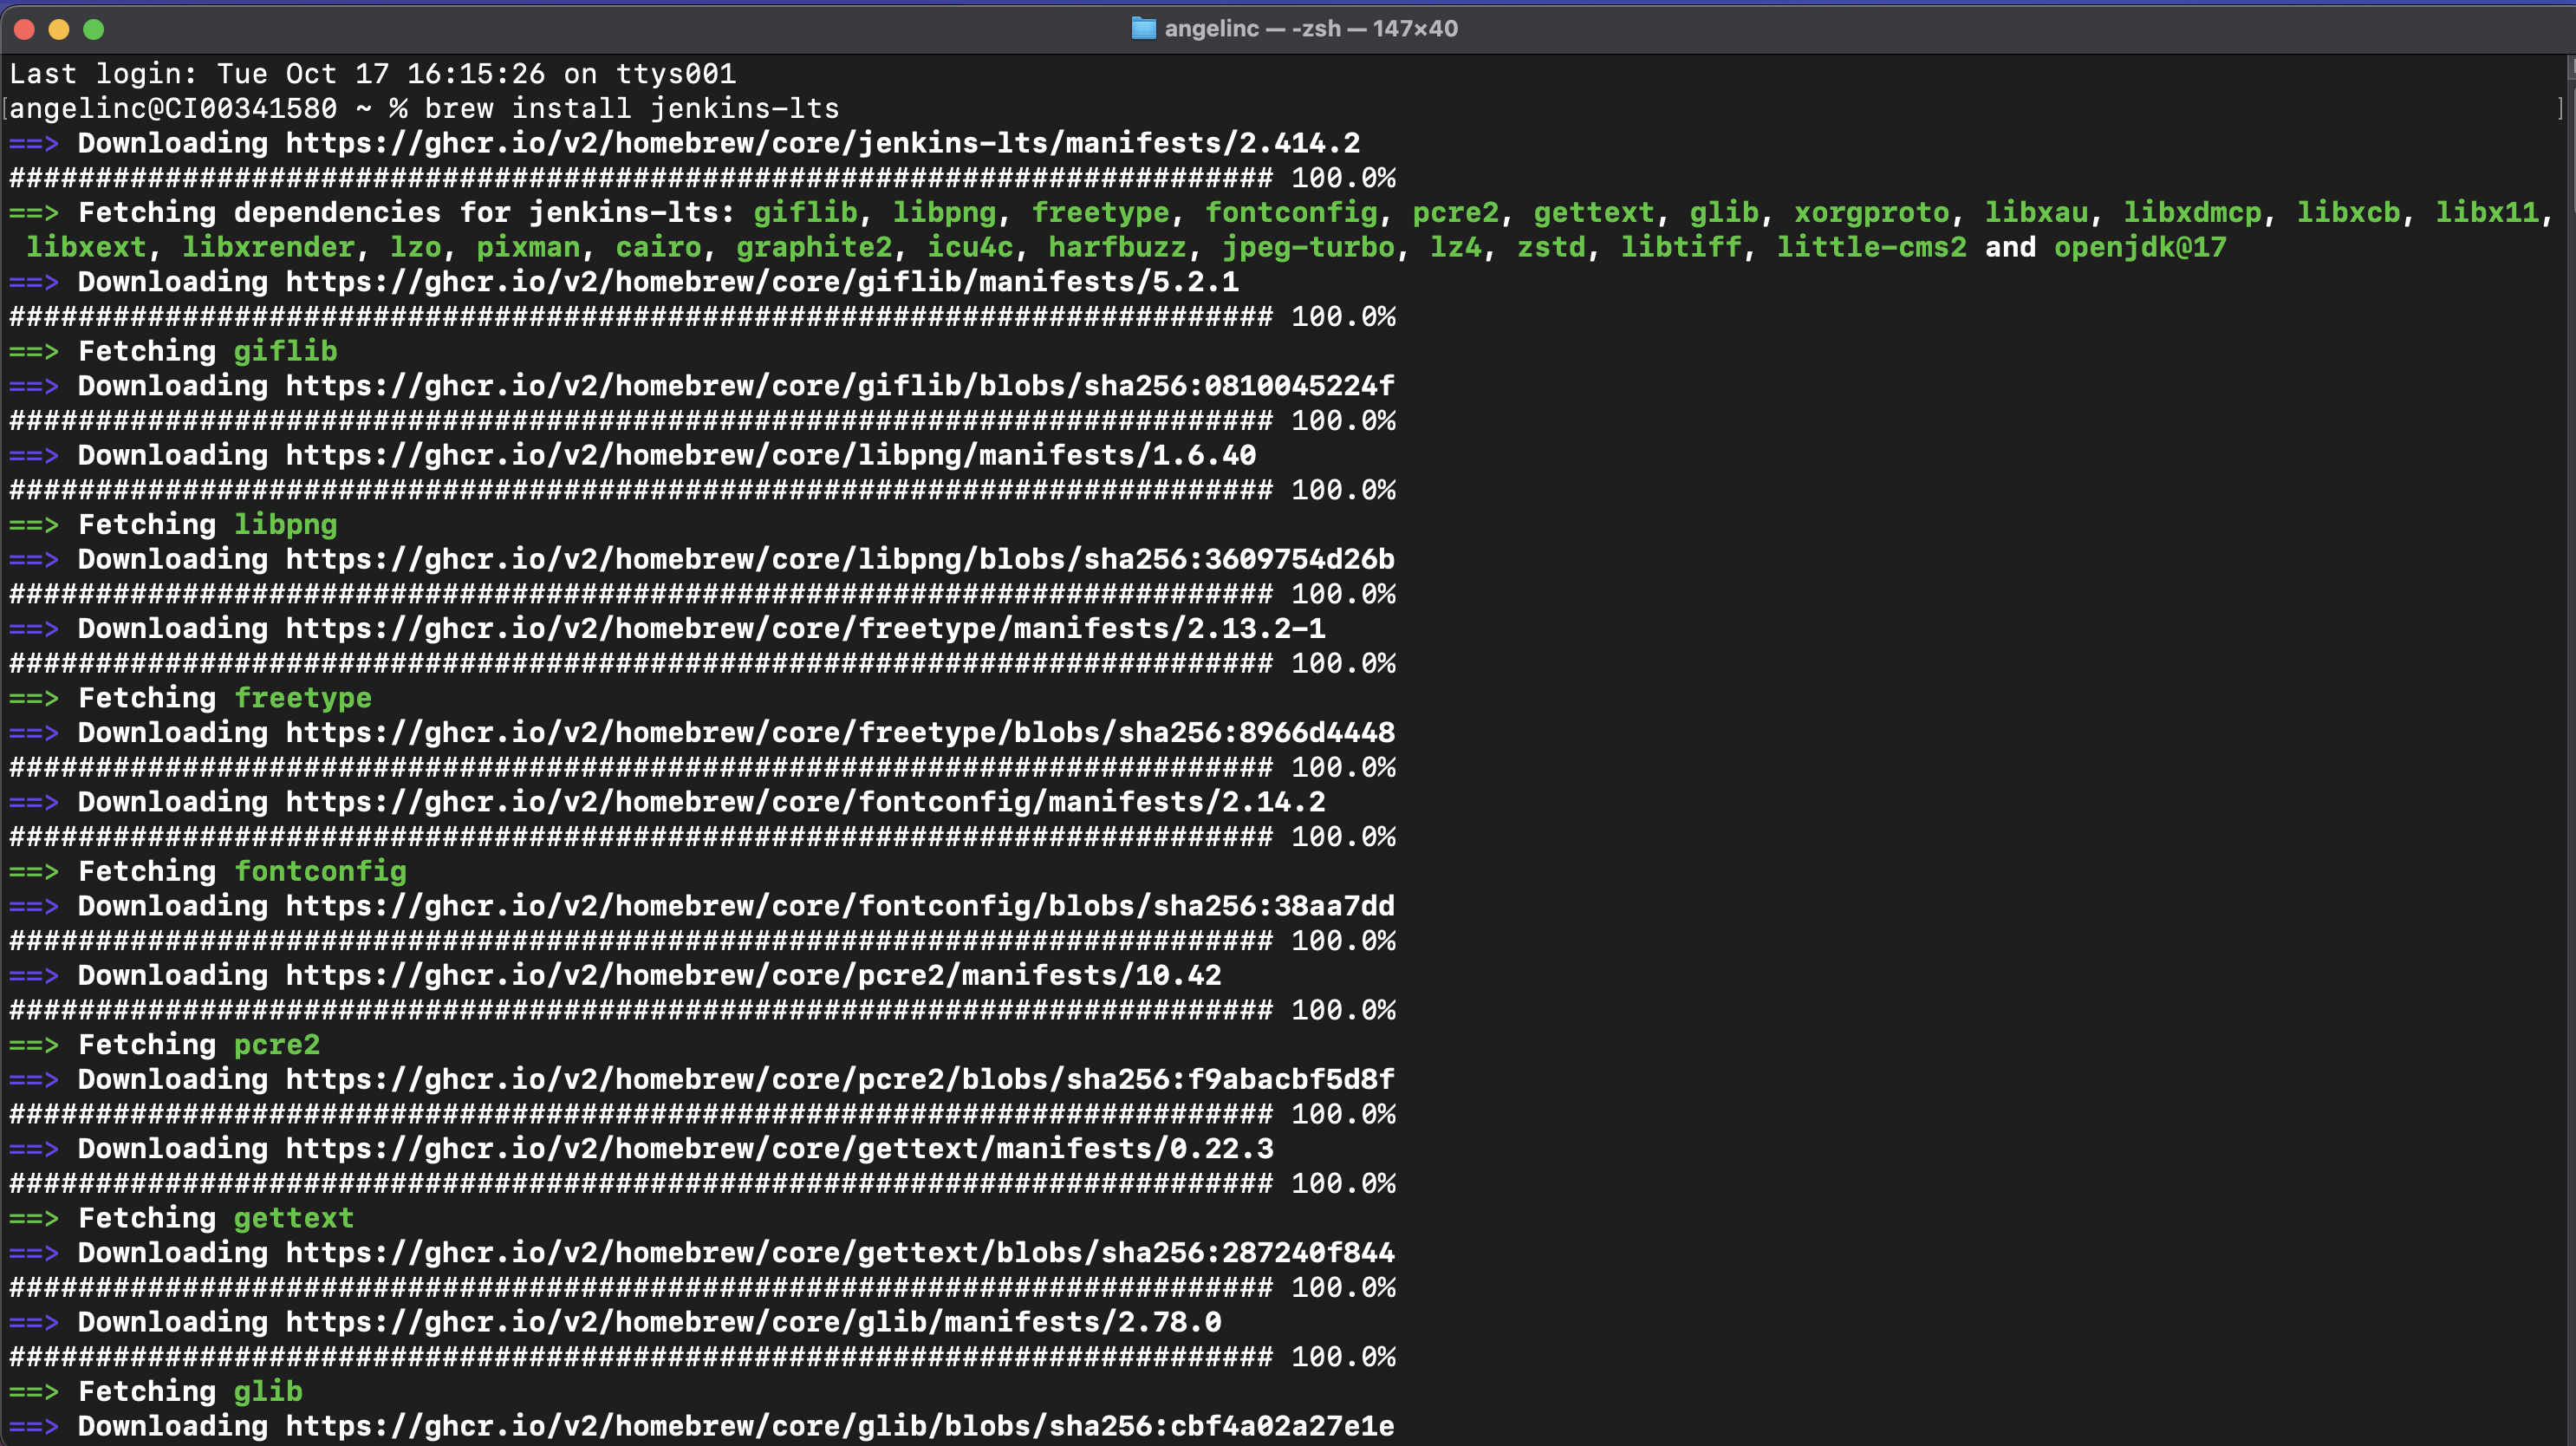 angelinc — -zsh — 147×40
Last login: Tue Oct 17 16:15:26 on ttys001
[angelinc@CI00341580 ~ % brew install jenkins-lts ]
==> Downloading https://ghcr.io/v2/homebrew/core/jenkins-lts/manifests/2.414.2
######################################################################### 100.0%
==> Fetching dependencies for jenkins-lts: giflib, libpng, freetype, fontconfig, pcre2, gettext, glib, xorgproto, libxau, libxdmcp, libxcb, libx11,
libxext, libxrender, lzo, pixman, cairo, graphite2, icu4c, harfbuzz, jpeg-turbo, lz4, zstd, libtiff, little-cms2 and openjdk@17
==> Downloading https://ghcr.io/v2/homebrew/core/giflib/manifests/5.2.1
######################################################################### 100.0%
==> Fetching giflib
==> Downloading https://ghcr.io/v2/homebrew/core/giflib/blobs/sha256:0810045224f
######################################################################### 100.0%
==> Downloading https://ghcr.io/v2/homebrew/core/libpng/manifests/1.6.40
######################################################################### 100.0%
==> Fetching libpng
==> Downloading https://ghcr.io/v2/homebrew/core/libpng/blobs/sha256:3609754d26b
######################################################################### 100.0%
==> Downloading https://ghcr.io/v2/homebrew/core/freetype/manifests/2.13.2-1
######################################################################### 100.0%
==> Fetching freetype
==> Downloading https://ghcr.io/v2/homebrew/core/freetype/blobs/sha256:8966d4448
######################################################################### 100.0%
==> Downloading https://ghcr.io/v2/homebrew/core/fontconfig/manifests/2.14.2
######################################################################### 100.0%
==> Fetching fontconfig
==> Downloading https://ghcr.io/v2/homebrew/core/fontconfig/blobs/sha256:38aa7dd
######################################################################### 100.0%
==> Downloading https://ghcr.io/v2/homebrew/core/pcre2/manifests/10.42
######################################################################### 100.0%
==> Fetching pcre2
==> Downloading https://ghcr.io/v2/homebrew/core/pcre2/blobs/sha256:f9abacbf5d8f
######################################################################### 100.0%
==> Downloading https://ghcr.io/v2/homebrew/core/gettext/manifests/0.22.3
######################################################################### 100.0%
==> Fetching gettext
==> Downloading https://ghcr.io/v2/homebrew/core/gettext/blobs/sha256:287240f844
######################################################################### 100.0%
==> Downloading https://ghcr.io/v2/homebrew/core/glib/manifests/2.78.0
######################################################################### 100.0%
==> Fetching glib
==> Downloading https://ghcr.io/v2/homebrew/core/glib/blobs/sha256:cbf4a02a27e1e